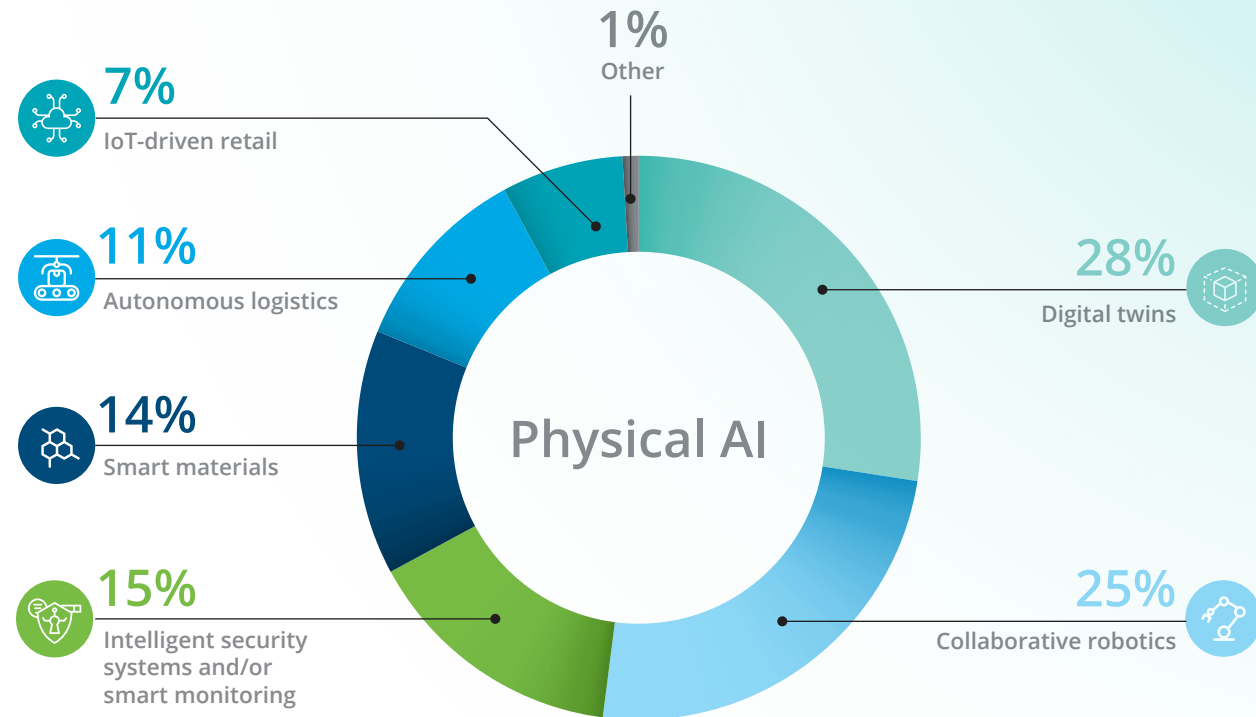 1%
Other
7%
IoT-driven retail
11%
Autonomous logistics
14%
Smart materials
15%
Intelligent security
systems and/or
smart monitoring
Physical AI
28%
Digital twins
25%
Collaborative robotics